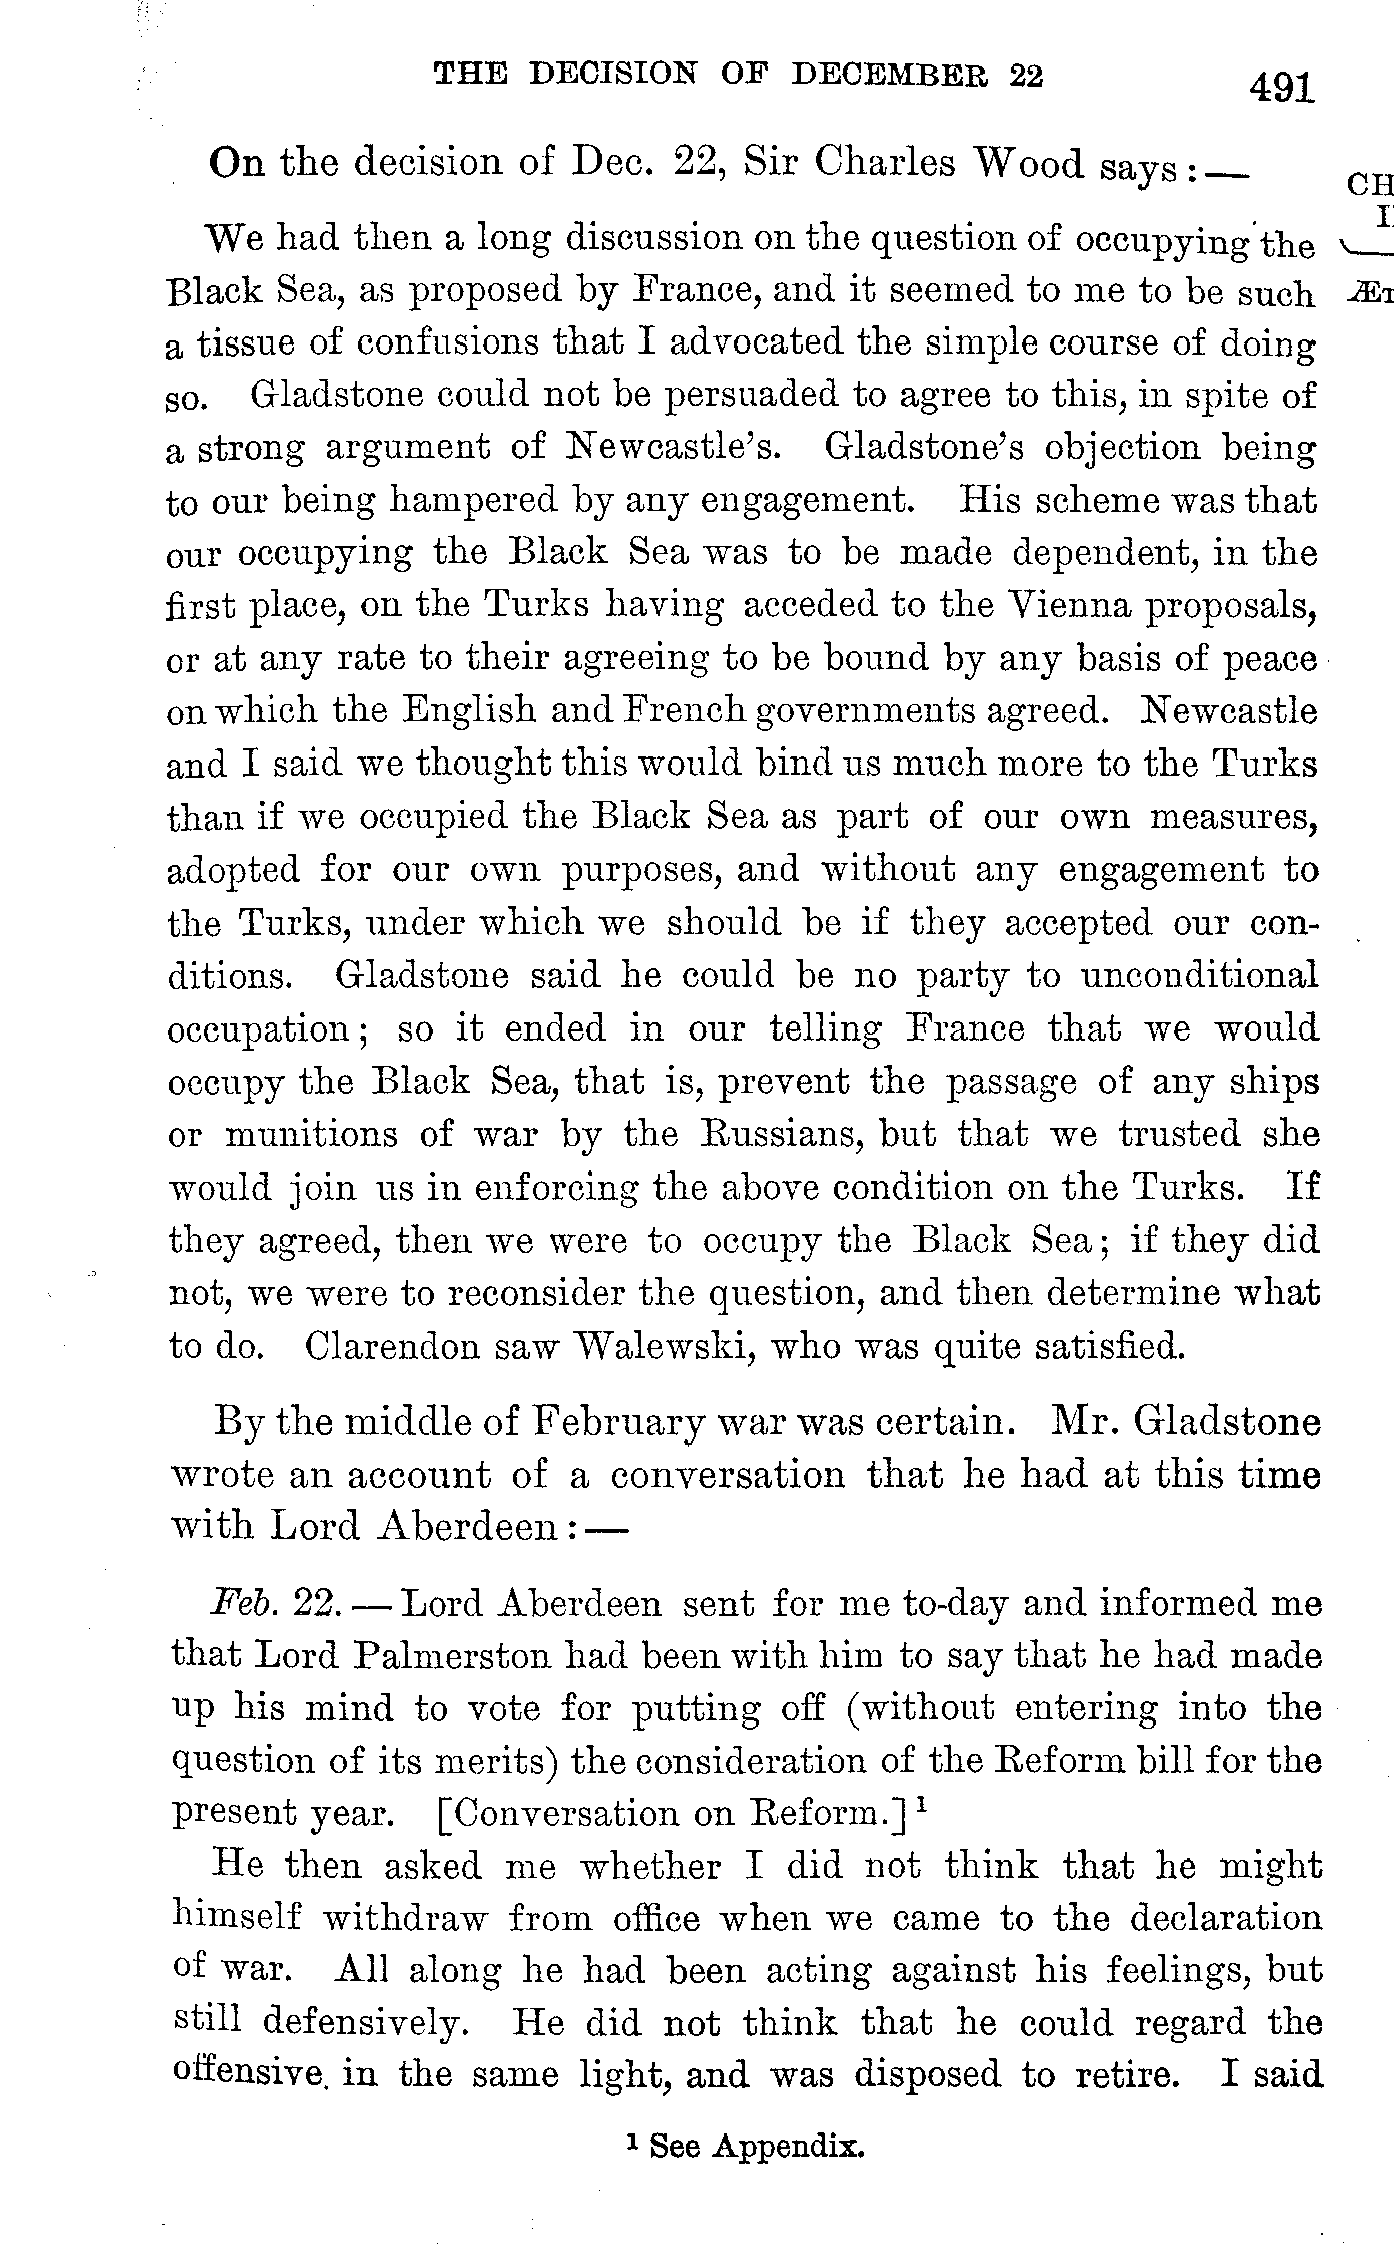 THE DECISION OF DECEMBER 22 491
On the decision of Dec. 22, Sir Charles Wood says:—
We had then a long discussion on the question of occupying the
Black Sea, as proposed by France, and it seemed to me to be such
a tissue of confusions that I advocated the simple course of doing
so. Gladstone could not be persuaded to agree to this, in spite of
a strong argument of Newcastle's. Gladstone's objection being
to our being hampered by any engagement. His scheme was that
our occupying the Black Sea was to be made dependent, in the
first place, on the Turks having acceded to the Vienna proposals,
or at any rate to their agreeing to be bound by any basis of peace
on which the English and French governments agreed. Newcastle
and I said we thought this would bind us much more to the Turks
than if we occupied the Black Sea as part of our own measures,
adopted for our own purposes, and without any engagement to
the Turks, under which we should be if they accepted our con-
ditions. Gladstone said he could be no party to unconditional
occupation; so it ended in our telling France that we would
occupy the Black Sea, that is, prevent the passage of any ships
or munitions of war by the Russians, but that we trusted she
would join us in enforcing the above condition on the Turks. If
they agreed, then we were to occupy the Black Sea; if they did
not, we were to reconsider the question, and then determine what
to do. Clarendon saw Walewski, who was quite satisfied.
By the middle of February war was certain. Mr. Gladstone
wrote an account of a conversation that he had at this time
with Lord Aberdeen:—
Feb. 22.—Lord Aberdeen sent for me to-day and informed me
that Lord Palmerston had been with him to say that he had made
up his mind to vote for putting off (without entering into the
question of its merits) the consideration of the Reform bill for the
present year. [Conversation on Reform.]¹
He then asked me whether I did not think that he might
himself withdraw from office when we came to the declaration
of war. All along he had been acting against his feelings, but
still defensively. He did not think that he could regard the
offensive in the same light, and was disposed to retire. I said
¹ See Appendix.
CH
Æ